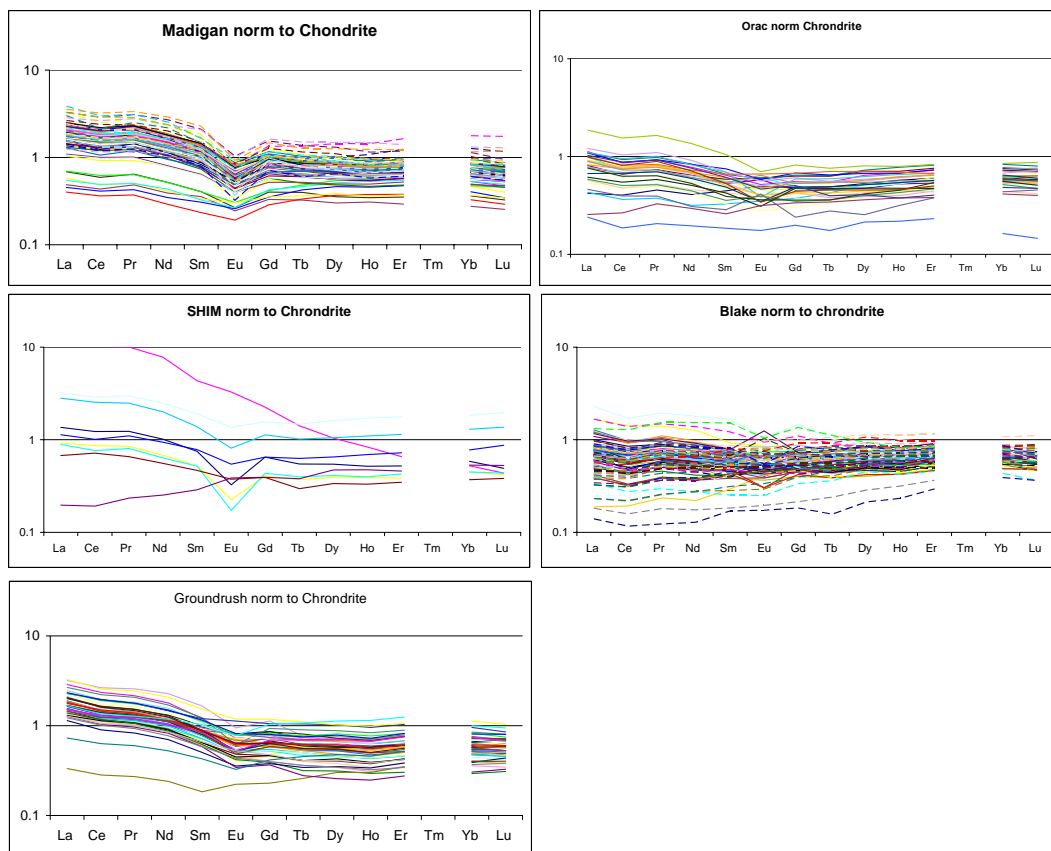 Madigan norm to Chondrite
10
1
0.1
La Ce Pr Nd Sm Eu Gd Tb Dy Ho Er Tm Yb Lu
Orac norm Chrondrite
10
1
0.1
La Ce Pr Nd Sm Eu Gd Tb Dy Ho Er Tm Yb Lu
SHIM norm to Chrondrite
10
1
0.1
La Ce Pr Nd Sm Eu Gd Tb Dy Ho Er Tm Yb Lu
Blake norm to chrondrite
10
1
0.1
La Ce Pr Nd Sm Eu Gd Tb Dy Ho Er Tm Yb Lu
Groundrush norm to Chrondrite
10
1
0.1
La Ce Pr Nd Sm Eu Gd Tb Dy Ho Er Tm Yb Lu